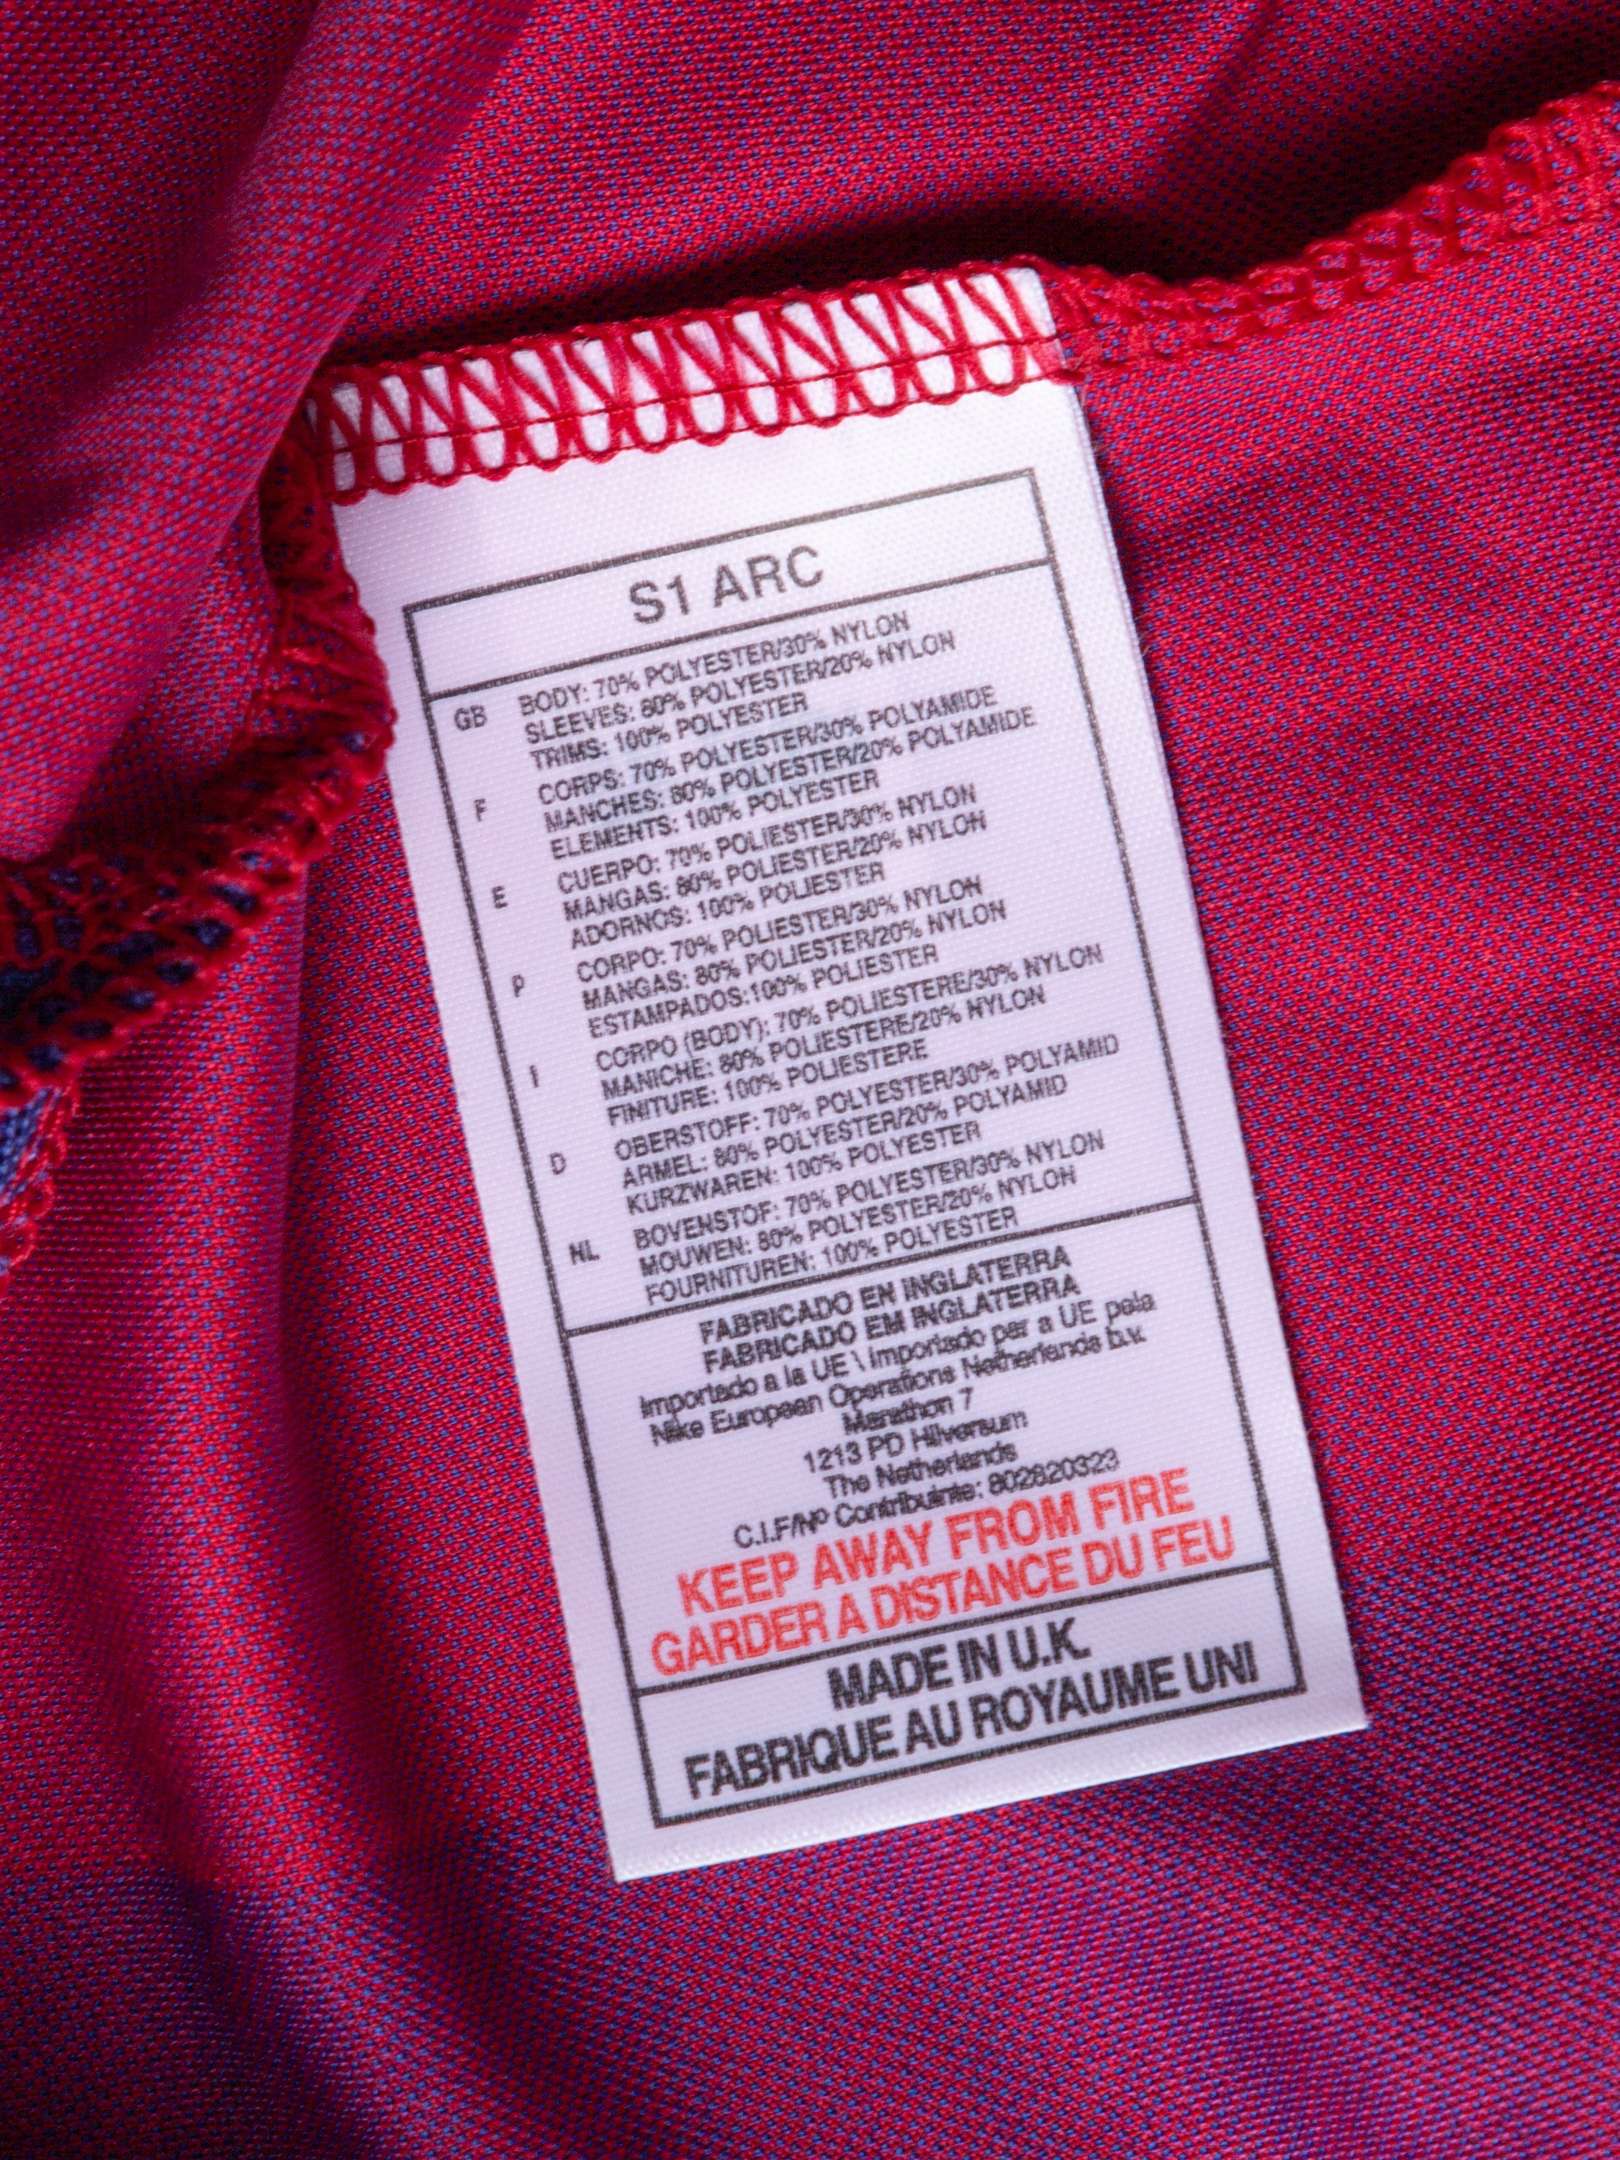 S1 ARC
GB BODY: 70% POLYESTER/30% NYLON
SLEEVES: 80% POLYESTER/20% NYLON
TRIMS: 100% POLYESTER
F CORPS: 70% POLYESTER/30% POLYAMIDE
MANCHES: 80% POLYESTER/20% POLYAMIDE
ELEMENTS: 100% POLYESTER
E CUERPO: 70% POLIESTER/30% NYLON
MANGAS: 80% POLIESTER/20% NYLON
ADORNOS: 100% POLIESTER
P CORPO: 70% POLIESTER/30% NYLON
MANGAS: 80% POLIESTER/20% NYLON
ESTAMPADOS:100% POLIESTER
I CORPO (BODY): 70% POLIESTERE/30% NYLON
MANICHE: 80% POLIESTERE/20% NYLON
FINITURE: 100% POLIESTERE
D OBERSTOFF: 70% POLYESTER/30% POLYAMID
ARMEL: 80% POLYESTER/20% POLYAMID
KURZWAREN: 100% POLYESTER
NL BOVENSTOF: 70% POLYESTER/30% NYLON
MOUWEN: 80% POLYESTER/20% NYLON
FOURNITUREN: 100% POLYESTER
FABRICADO EN INGLATERRA
FABRICADO EM INGLATERRA
Importado a la UE \ Importado par a UE pela
Nike European Operations Netherlands b.v.
Marathon 7
1213 PD Hilversum
The Netherlands
C.I.F/Nº Contribuinte: 802820323
KEEP AWAY FROM FIRE
GARDER A DISTANCE DU FEU
MADE IN U.K.
FABRIQUE AU ROYAUME UNI